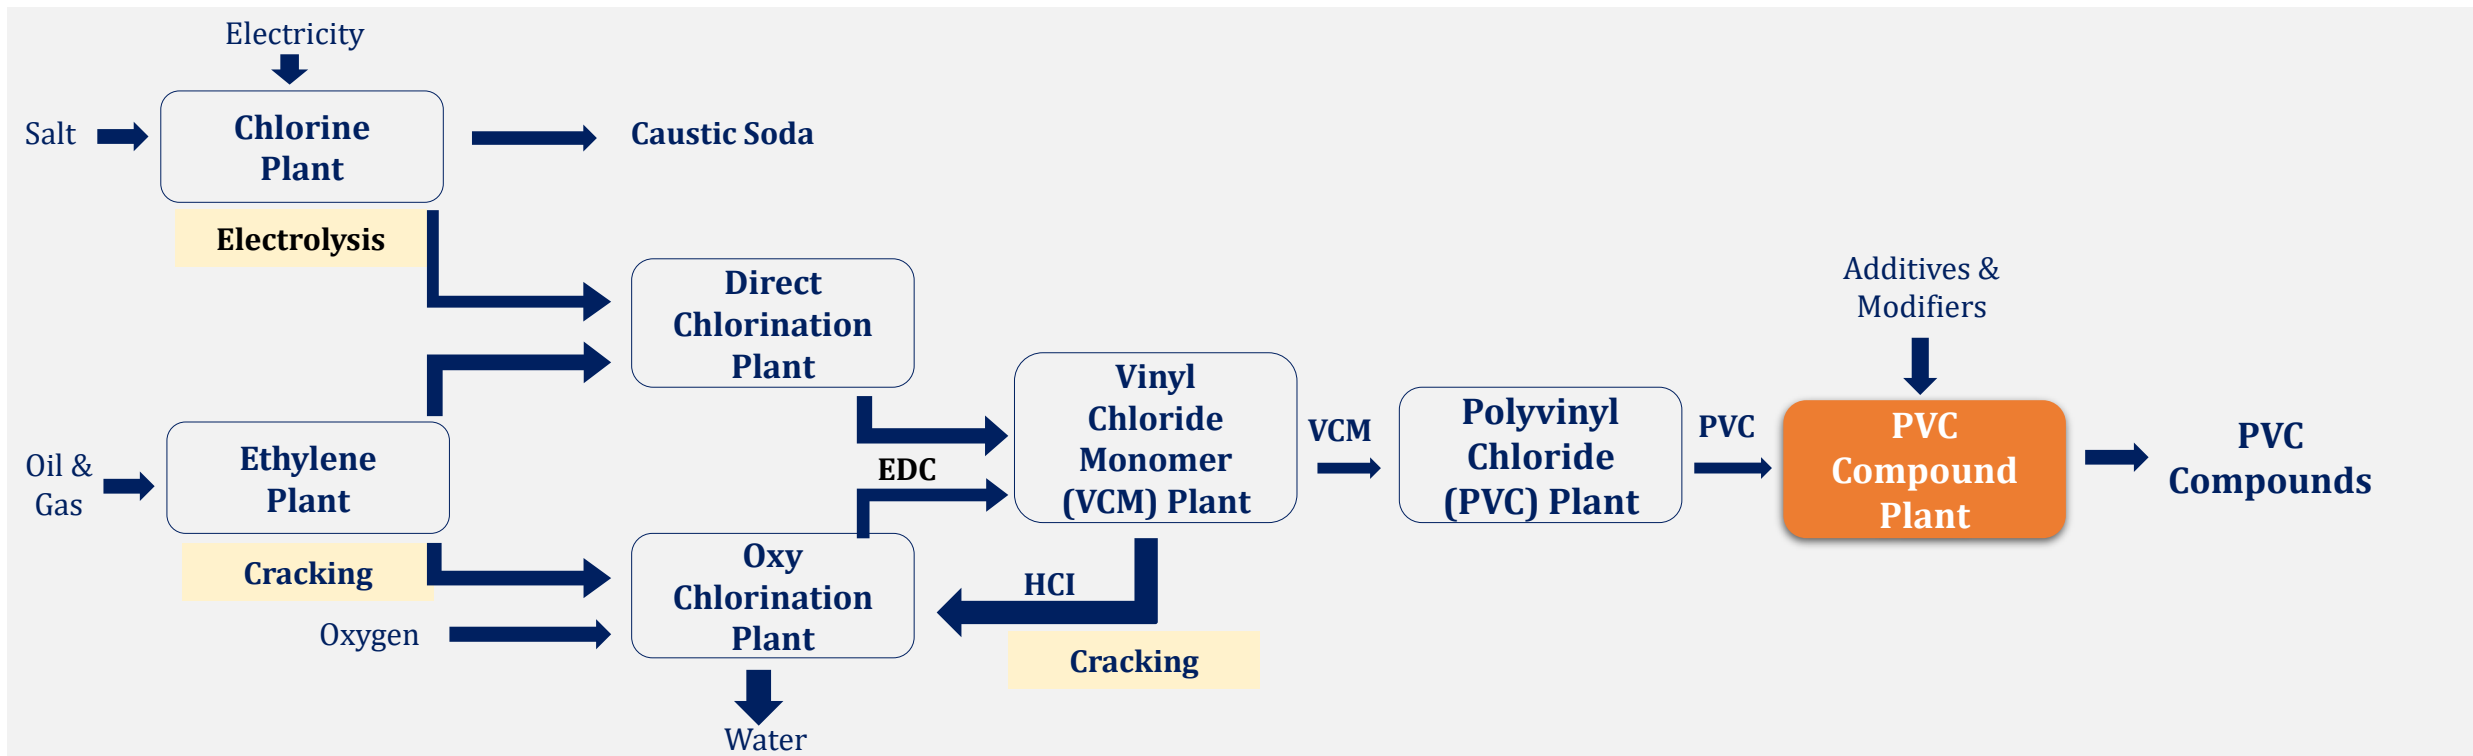 Electricity
Salt
Chlorine
Plant
Caustic Soda
Electrolysis
Direct
Chlorination
Plant
Additives &
Modifiers
Oil &
Gas
Ethylene
Plant
Cracking
Oxygen
EDC
Oxy
Chlorination
Plant
Water
Vinyl
Chloride
Monomer
(VCM) Plant
HCI
Cracking
VCM
Polyvinyl
Chloride
(PVC) Plant
PVC
PVC
Compound
Plant
PVC
Compounds